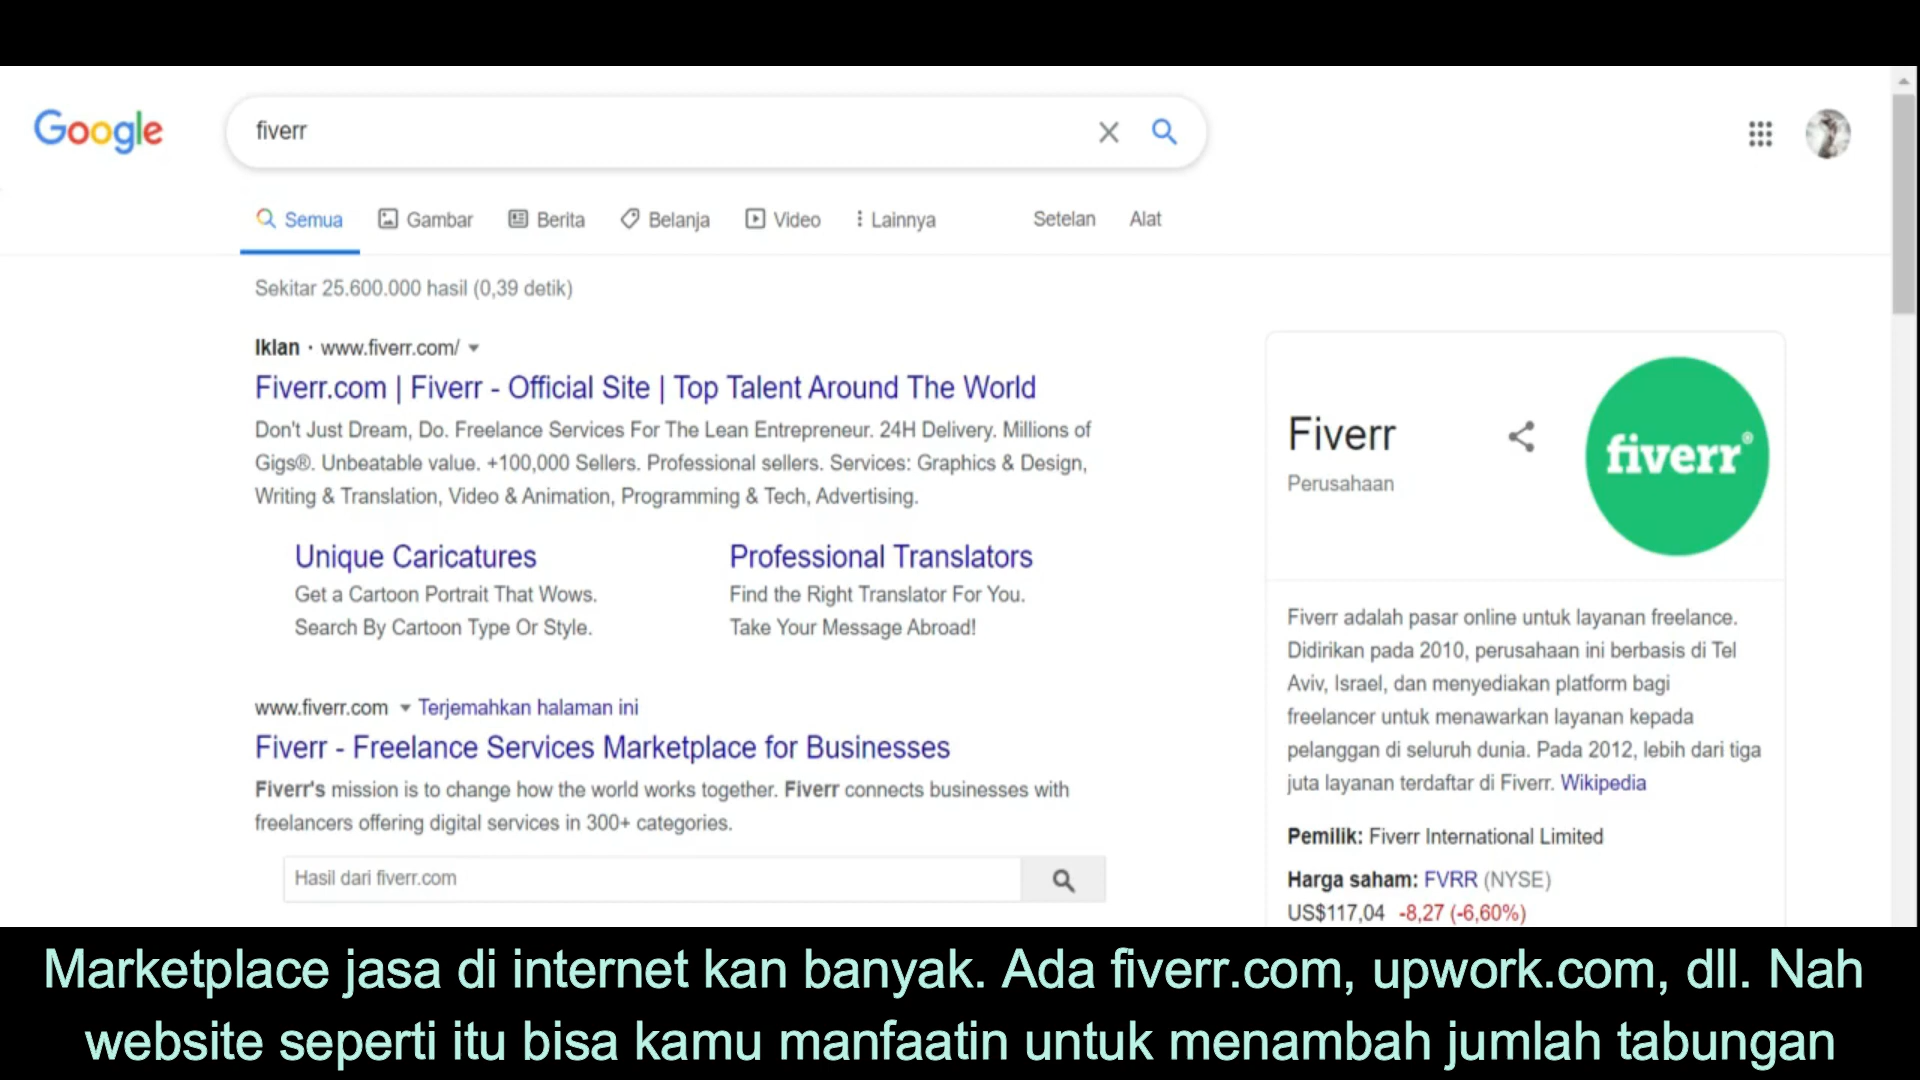 Google
fiverr
Semua Gambar Berita Belanja Video Lainnya Setelan Alat
Sekitar 25.600.000 hasil (0,39 detik)
Iklan · www.fiverr.com/
Fiverr.com | Fiverr - Official Site | Top Talent Around The World
Don't Just Dream, Do. Freelance Services For The Lean Entrepreneur. 24H Delivery. Millions of
Gigs®. Unbeatable value. +100,000 Sellers. Professional sellers. Services: Graphics & Design,
Writing & Translation, Video & Animation, Programming & Tech, Advertising.
Unique Caricatures
Get a Cartoon Portrait That Wows.
Search By Cartoon Type Or Style.
Professional Translators
Find the Right Translator For You.
Take Your Message Abroad!
www.fiverr.com Terjemahkan halaman ini
Fiverr - Freelance Services Marketplace for Businesses
Fiverr's mission is to change how the world works together. Fiverr connects businesses with
freelancers offering digital services in 300+ categories.
Hasil dari fiverr.com
Fiverr
Perusahaan
fiverr®
Fiverr adalah pasar online untuk layanan freelance.
Didirikan pada 2010, perusahaan ini berbasis di Tel
Aviv, Israel, dan menyediakan platform bagi
freelancer untuk menawarkan layanan kepada
pelanggan di seluruh dunia. Pada 2012, lebih dari tiga
juta layanan terdaftar di Fiverr. Wikipedia
Pemilik: Fiverr International Limited
Harga saham: FVRR (NYSE)
US$117,04 -8,27 (-6,60%)
Marketplace jasa di internet kan banyak. Ada fiverr.com, upwork.com, dll. Nah
website seperti itu bisa kamu manfaatin untuk menambah jumlah tabungan